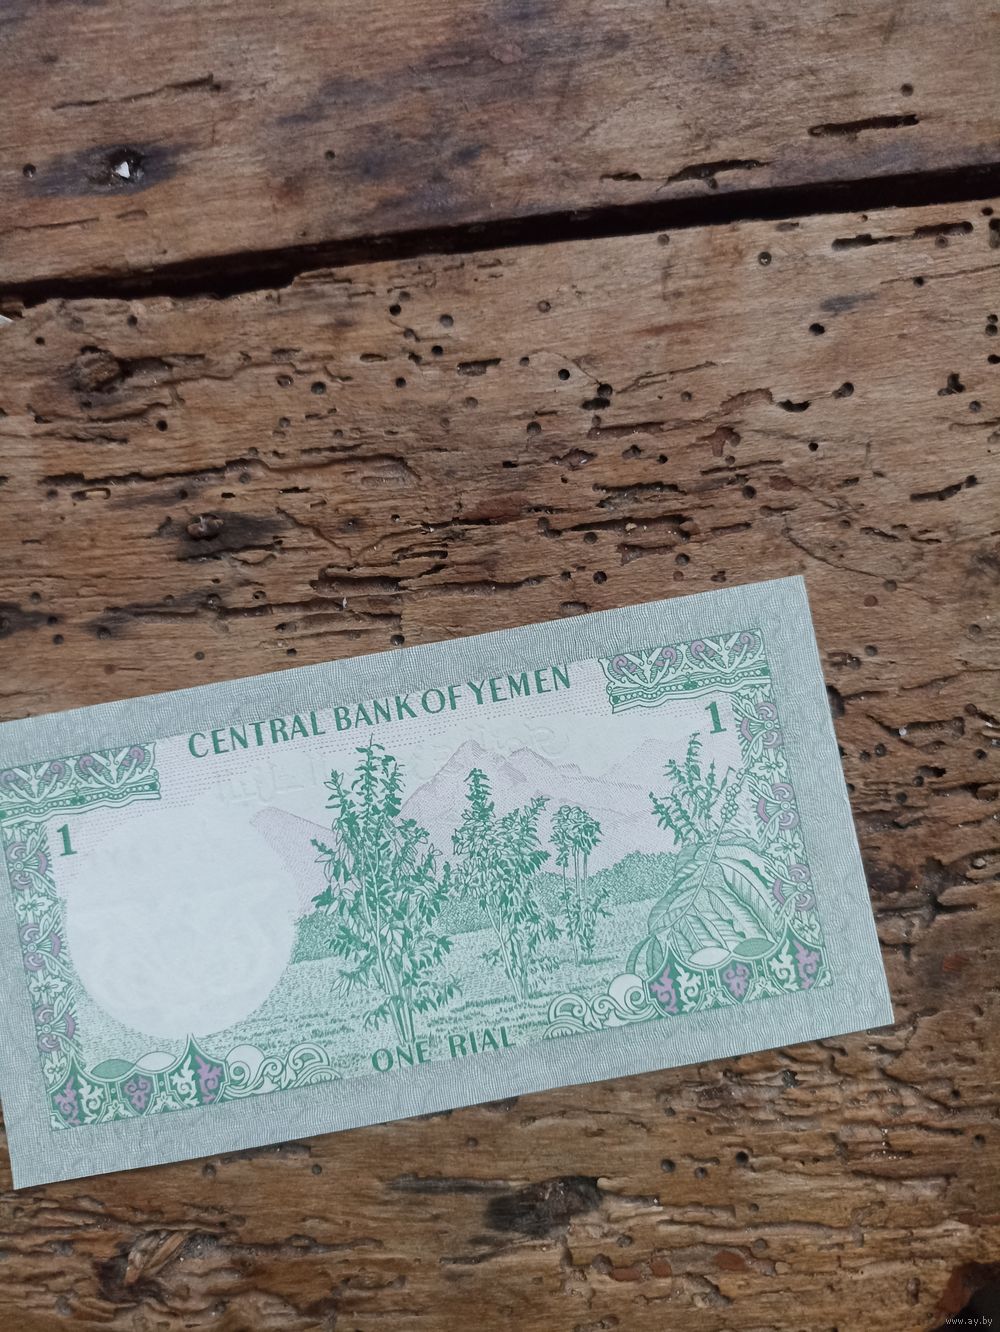 CENTRAL BANK OF YEMEN
1
1
ONE RIAL
www.ay.by